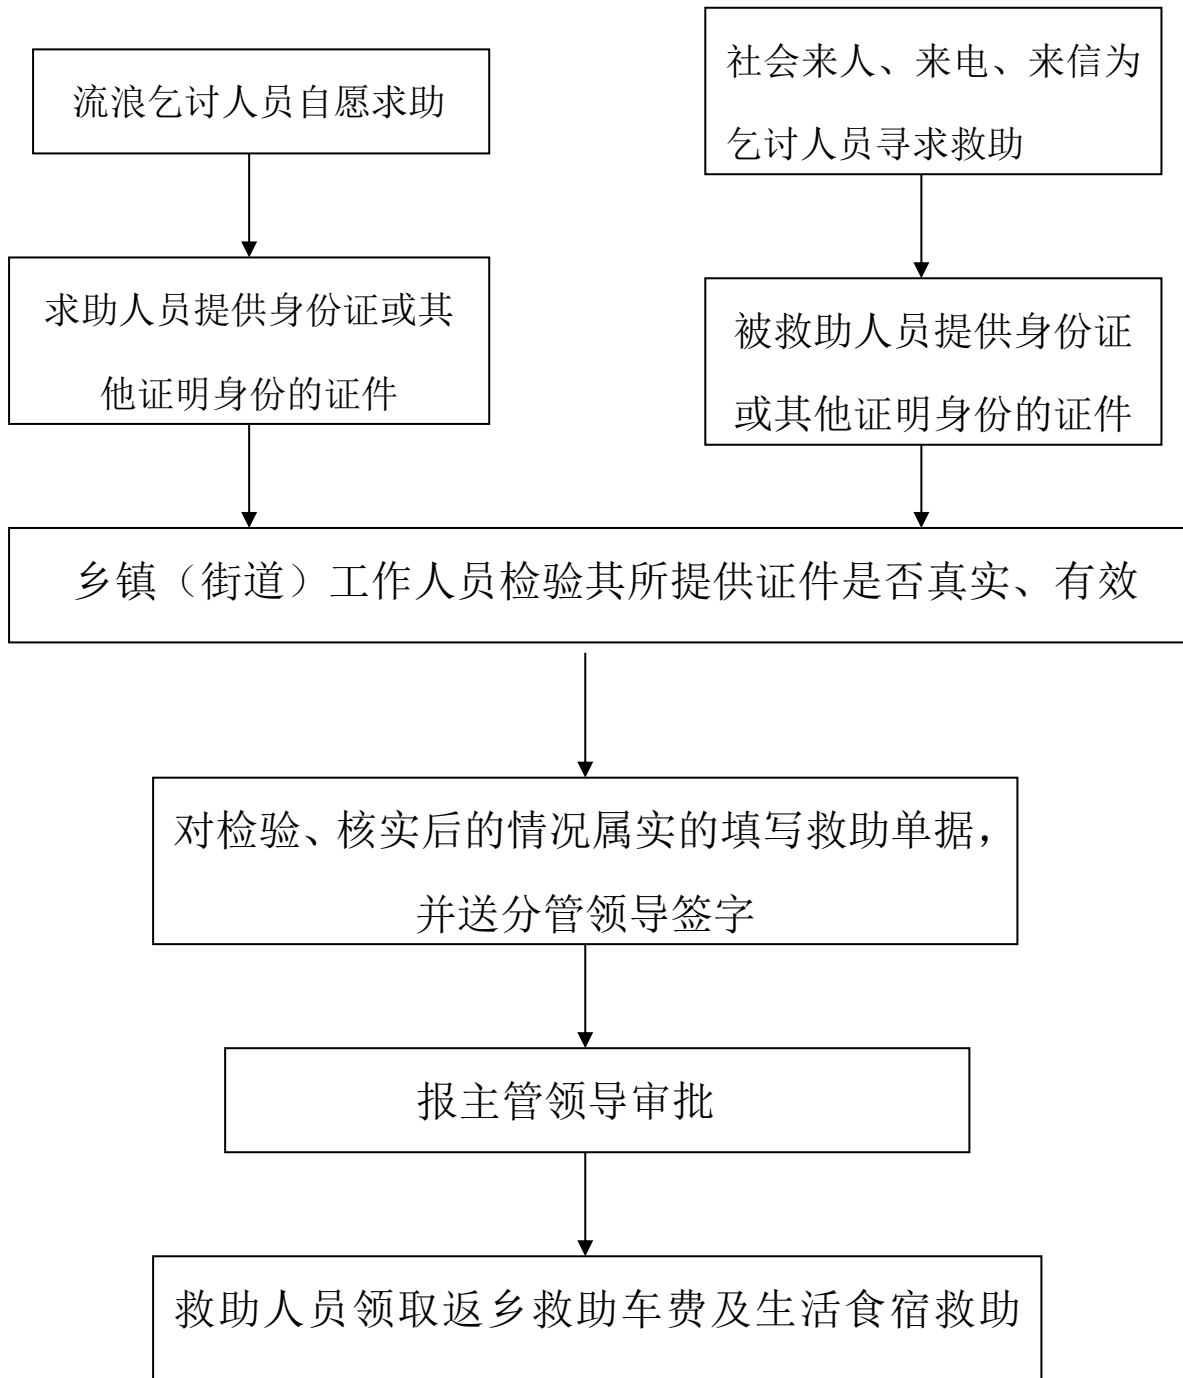 流浪乞讨人员自愿求助
社会来人、来电、来信为
乞讨人员寻求救助
求助人员提供身份证或其
他证明身份的证件
被救助人员提供身份证
或其他证明身份的证件
乡镇（街道）工作人员检验其所提供证件是否真实、有效
对检验、核实后的情况属实的填写救助单据，
并送分管领导签字
报主管领导审批
救助人员领取返乡救助车费及生活食宿救助